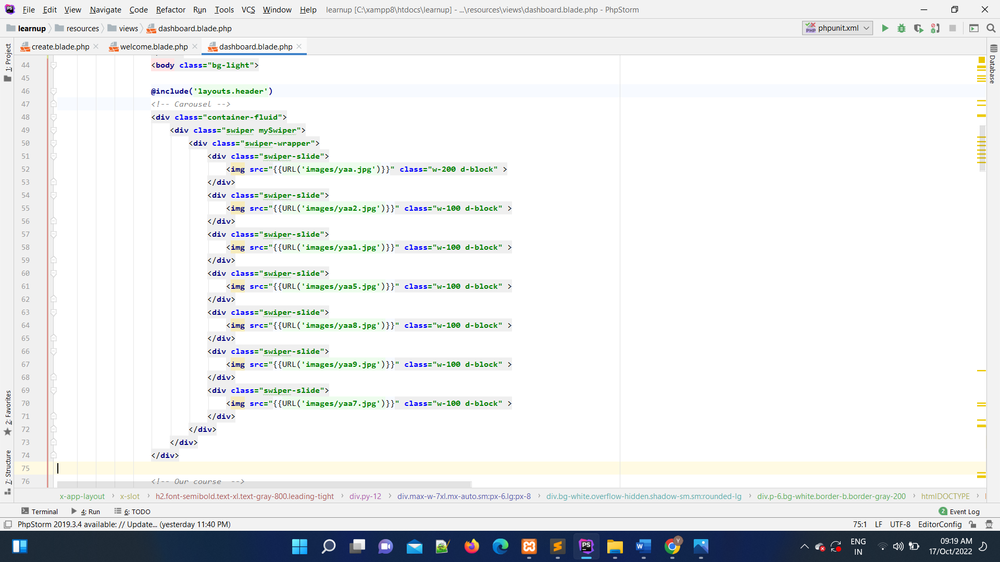 File Edit View Navigate Code Refactor Run Tools VCS Window Help learnup [C:\xampp8\htdocs\learnup] - ...\resources\views\dashboard.blade.php - PhpStorm
learnup resources views dashboard.blade.php phpunit.xml
create.blade.php welcome.blade.php dashboard.blade.php
1: Project
2: Favorites
7: Structure
Database
44 <body class="bg-light">
45
46 @include('layouts.header')
47 <!-- Carousel -->
48 <div class="container-fluid">
49 <div class="swiper mySwiper">
50 <div class="swiper-wrapper">
51 <div class="swiper-slide">
52 <img src="{{URL('images/yaa.jpg')}}" class="w-200 d-block" >
53 </div>
54 <div class="swiper-slide">
55 <img src="{{URL('images/yaa2.jpg')}}" class="w-100 d-block" >
56 </div>
57 <div class="swiper-slide">
58 <img src="{{URL('images/yaa1.jpg')}}" class="w-100 d-block" >
59 </div>
60 <div class="swiper-slide">
61 <img src="{{URL('images/yaa5.jpg')}}" class="w-100 d-block" >
62 </div>
63 <div class="swiper-slide">
64 <img src="{{URL('images/yaa8.jpg')}}" class="w-100 d-block" >
65 </div>
66 <div class="swiper-slide">
67 <img src="{{URL('images/yaa9.jpg')}}" class="w-100 d-block" >
68 </div>
69 <div class="swiper-slide">
70 <img src="{{URL('images/yaa7.jpg')}}" class="w-100 d-block" >
71 </div>
72 </div>
73 </div>
74 </div>
75
76 <!-- Our course -->
x-app-layout › x-slot › h2.font-semibold.text-xl.text-gray-800.leading-tight › div.py-12 › div.max-w-7xl.mx-auto.sm:px-6.lg:px-8 › div.bg-white.overflow-hidden.shadow-sm.sm:rounded-lg › div.p-6.bg-white.border-b.border-gray-200 › htmlDOCTYPE ›
Terminal 4: Run 6: TODO 2 Event Log
PhpStorm 2019.3.4 available: // Update... (yesterday 11:40 PM) 75:1 LF UTF-8 EditorConfig
ENG 09:19 AM
IN 17/Oct/2022